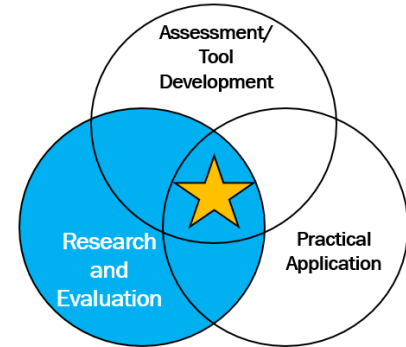 Assessment/
Tool
Development
Research
and
Evaluation
Practical
Application